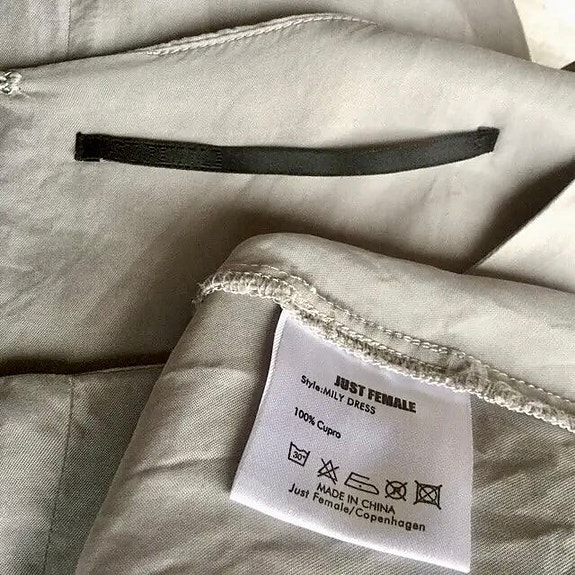 JUST FEMALE
Style:MILY DRESS
100% Cupro
30°
MADE IN CHINA
Just Female/Copenhagen